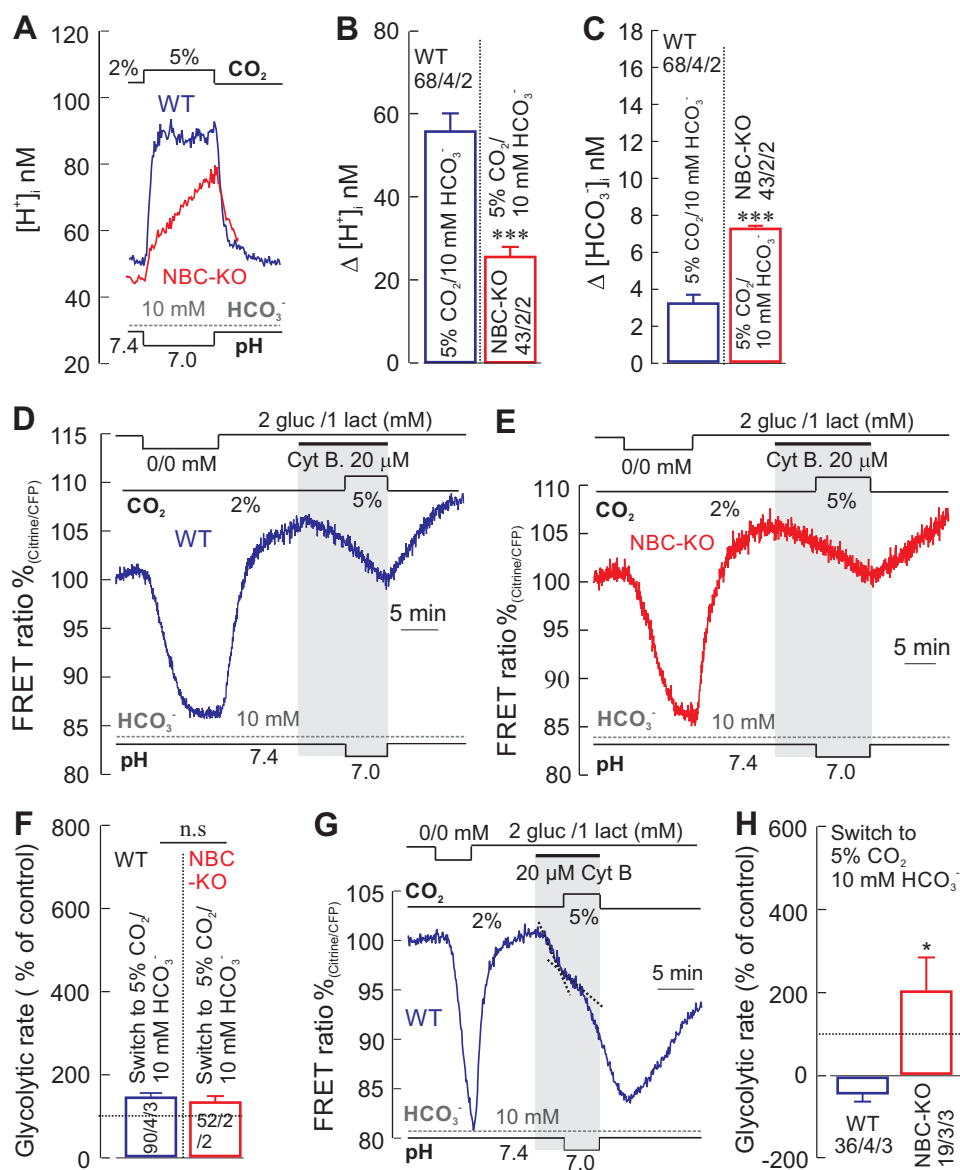 A
120
100
80
60
40
20
[H+]i nM
2%
5%
CO2
WT
NBC-KO
10 mM
HCO3-
7.4
7.0
pH
B
80
60
40
20
0
Δ [H+]i nM
WT
68/4/2
5% CO2/10 mM HCO3-
5% CO2/
10 mM HCO3-
***
NBC-KO
43/2/2
C
18
16
14
12
10
8
6
4
2
0
Δ [HCO3-]i nM
WT
68/4/2
5% CO2/10 mM HCO3-
NBC-KO
43/2/2
***
5% CO2/
10 mM HCO3-
D
115
110
105
100
95
90
85
80
FRET ratio %(Citrine/CFP)
2 gluc /1 lact (mM)
0/0 mM
Cyt B. 20 μM
CO2
2%
5%
WT
5 min
HCO3-
10 mM
pH
7.4
7.0
E
110
105
100
95
90
85
80
FRET ratio %(Citrine/CFP)
2 gluc /1 lact (mM)
0/0 mM
Cyt B. 20 μM
CO2
2%
5%
NBC-KO
5 min
HCO3-
10 mM
pH
7.4
7.0
F
800
600
400
200
0
Glycolytic rate ( % of control)
n.s
WT
NBC
-KO
Switch to 5% CO2/
10 mM HCO3-
Switch to 5% CO2/
10 mM HCO3-
90/4/3
52/2
/2
G
105
100
95
90
85
80
FRET ratio %(Citrine/CFP)
0/0 mM
2 gluc /1 lact (mM)
20 μM Cyt B
CO2
2%
5%
5 min
WT
HCO3-
10 mM
pH
7.4
7.0
H
600
400
200
0
-200
Glycolytic rate (% of control)
Switch to
5% CO2
10 mM HCO3-
*
WT
36/4/3
NBC-KO
19/3/3